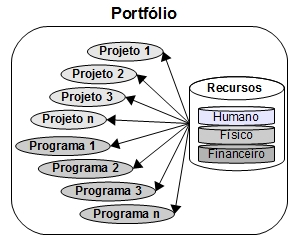 Portfólio
Projeto 1
Projeto 2
Projeto 3
Projeto n
Programa 1
Programa 2
Programa 3
Programa n
Recursos
Humano
Físico
Financeiro